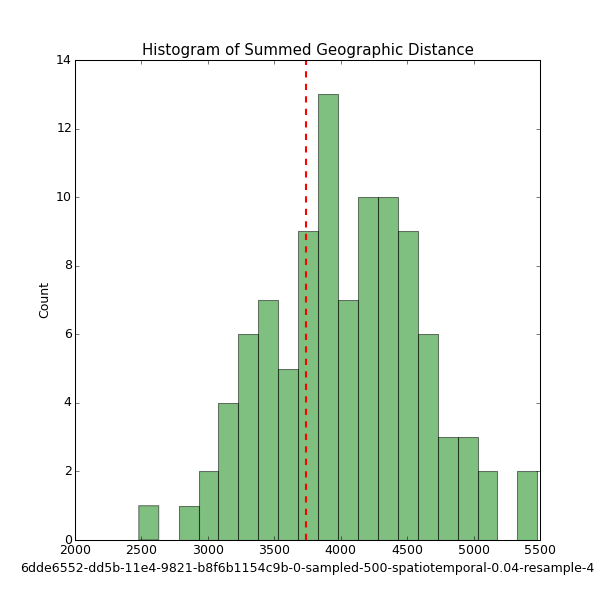 Histogram of Summed Geographic Distance
14
12
10
8
6
4
2
0
Count
2000 2500 3000 3500 4000 4500 5000 5500
6dde6552-dd5b-11e4-9821-b8f6b1154c9b-0-sampled-500-spatiotemporal-0.04-resample-4